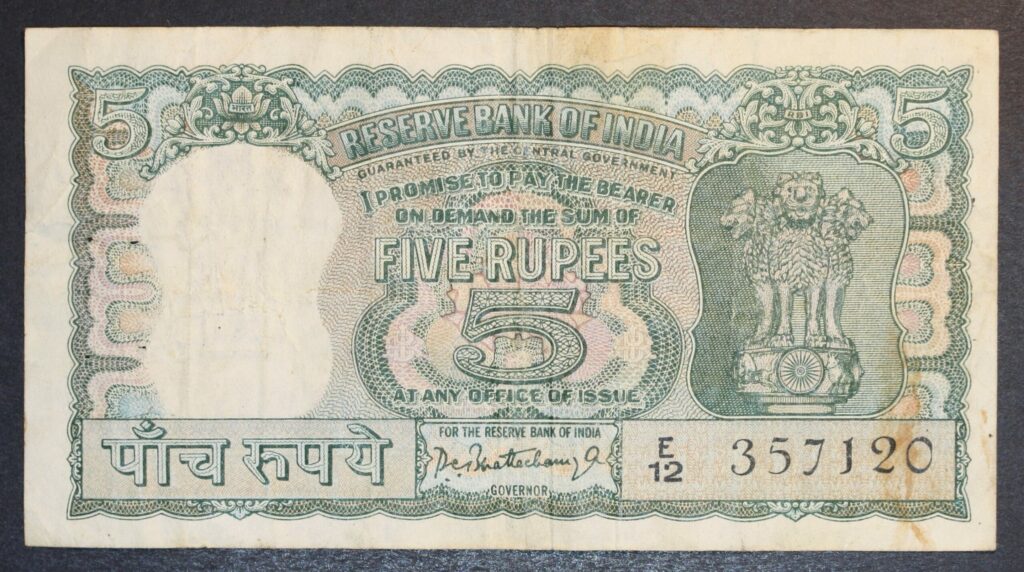 5
5
RBI
RESERVE BANK OF INDIA
GUARANTEED BY THE CENTRAL GOVERNMENT
I PROMISE TO PAY THE BEARER
ON DEMAND THE SUM OF
FIVE RUPEES
5
AT ANY OFFICE OF ISSUE
पाँच रुपये
FOR THE RESERVE BANK OF INDIA
P.C. Bhattacharyya
GOVERNOR
E/12 357120